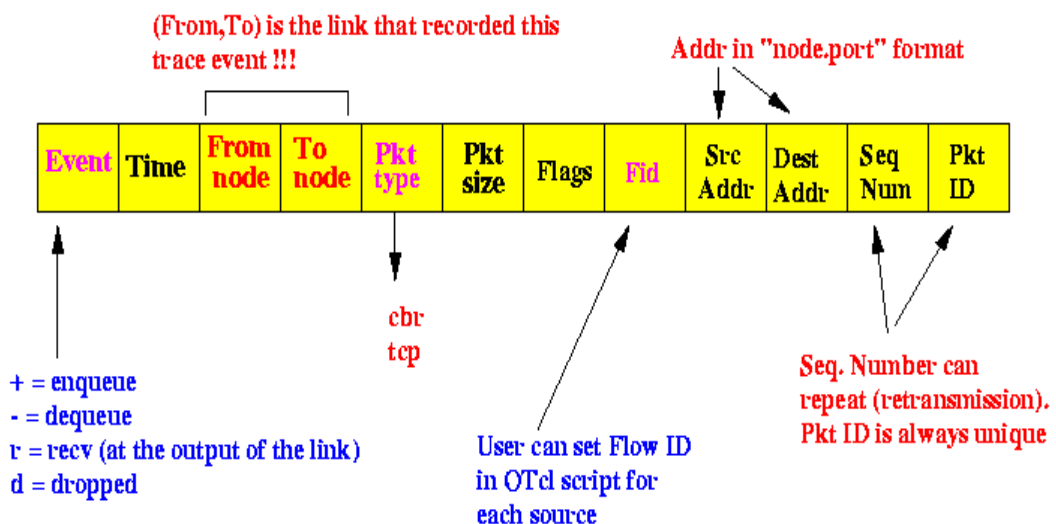 (From,To) is the link that recorded this
trace event !!!
Addr in "node.port" format
Event
Time
From
node
To
node
Pkt
type
Pkt
size
Flags
Fid
Src
Addr
Dest
Addr
Seq
Num
Pkt
ID
cbr
tcp
+ = enqueue
- = dequeue
r = recv (at the output of the link)
d = dropped
User can set Flow ID
in OTcl script for
each source
Seq. Number can
repeat (retransmission).
Pkt ID is always unique